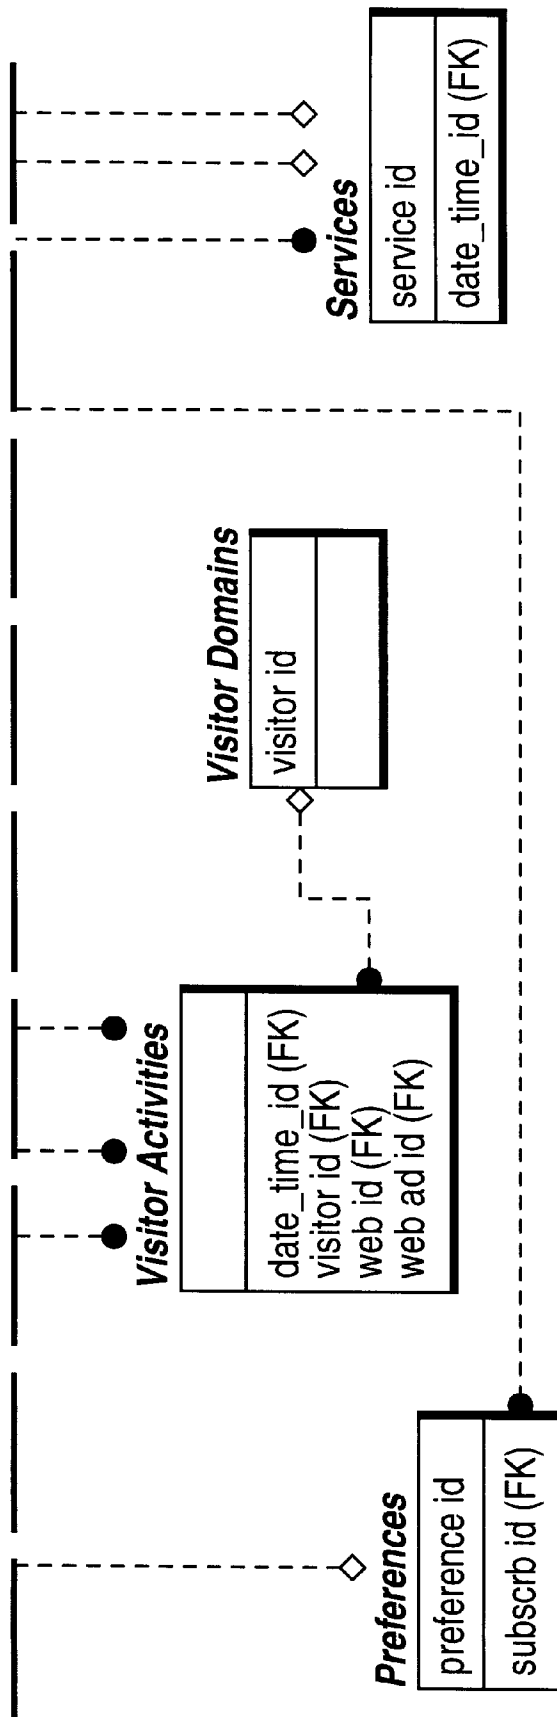 Preferences
preference id
subscrb id (FK)
Visitor Activities
date_time_id (FK)
visitor id (FK)
web id (FK)
web ad id (FK)
Visitor Domains
visitor id
Services
service id
date_time_id (FK)